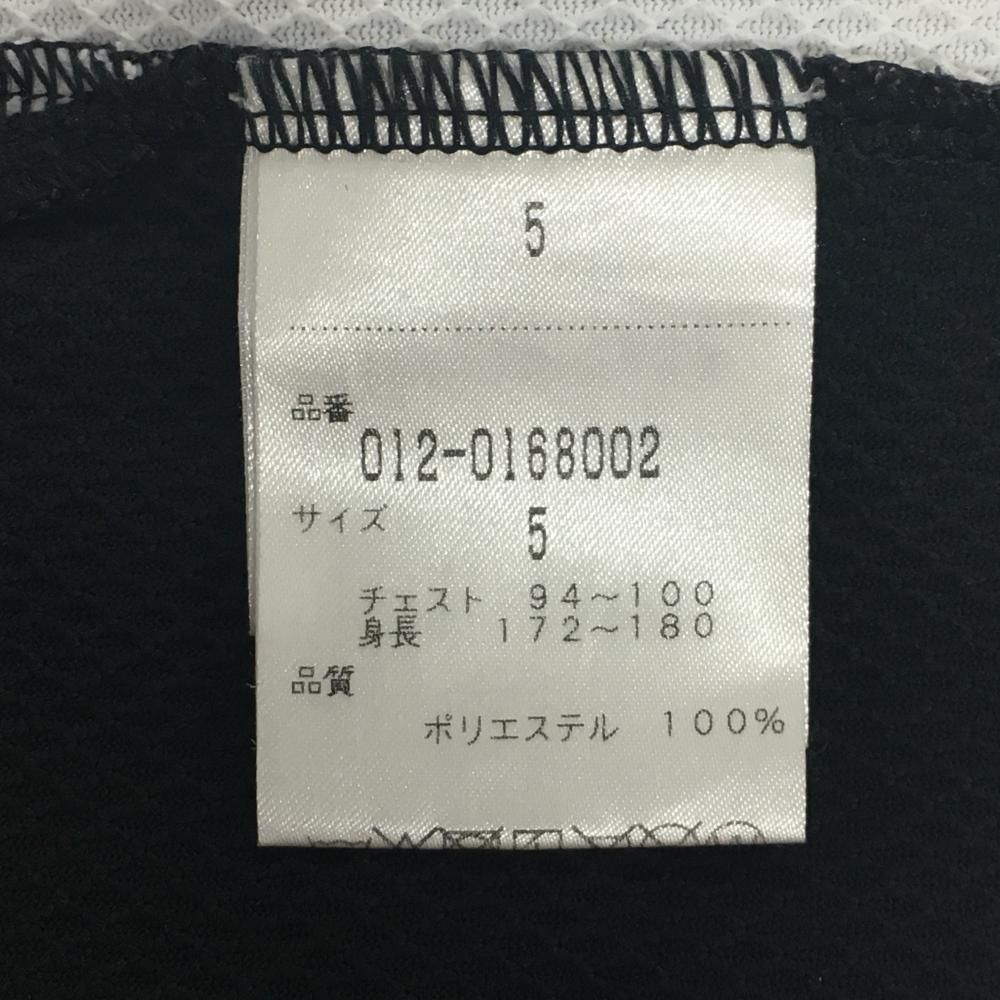 5
品番
012-0168002
サイズ 5
チェスト 94～100
身長 172～180
品質
ポリエステル 100%